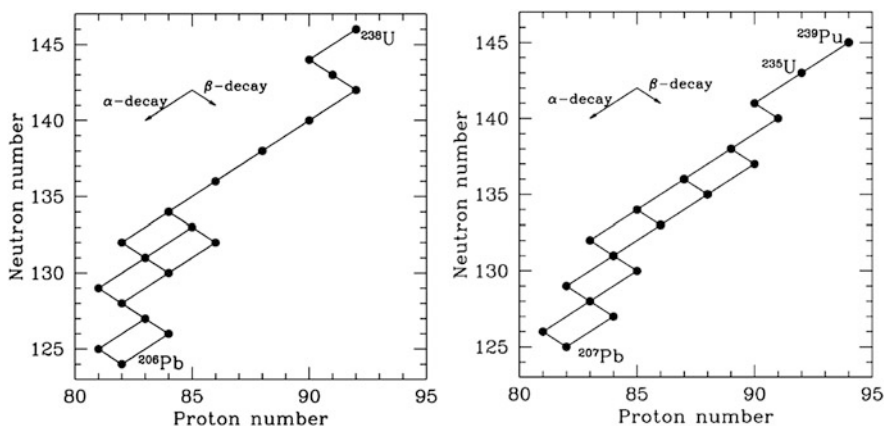 145
140
135
130
125
80
85
90
95
Neutron number
Proton number
²³⁸U
β-decay
α-decay
²⁰⁶Pb
145
140
135
130
125
80
85
90
95
Neutron number
Proton number
²³⁹Pu
²³⁵U
β-decay
α-decay
²⁰⁷Pb